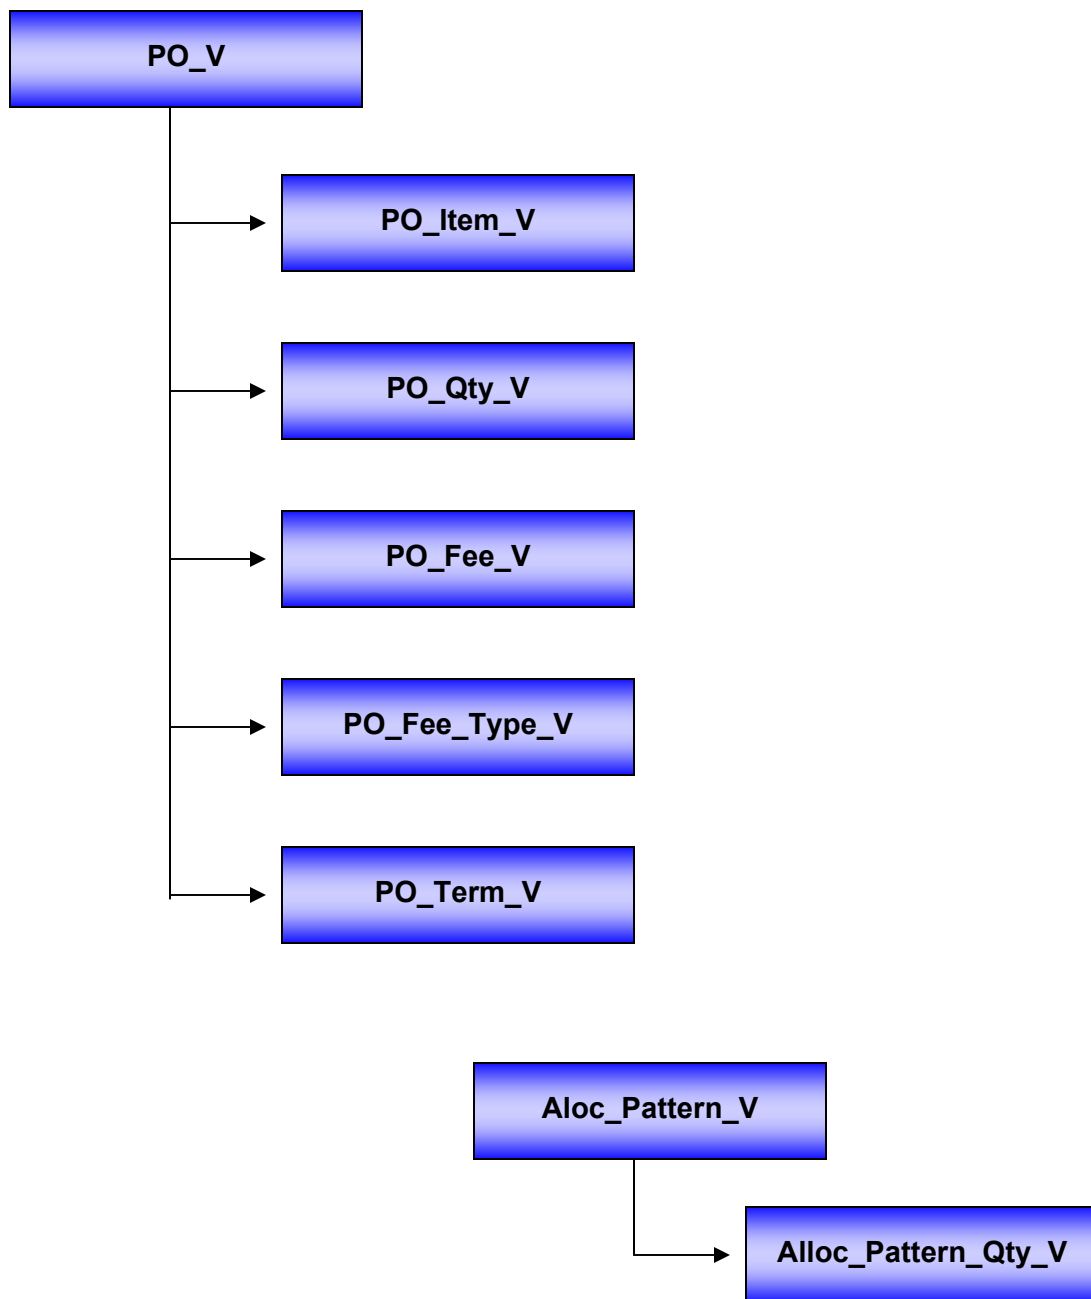 PO_V
PO_Item_V
PO_Qty_V
PO_Fee_V
PO_Fee_Type_V
PO_Term_V
Aloc_Pattern_V
Alloc_Pattern_Qty_V